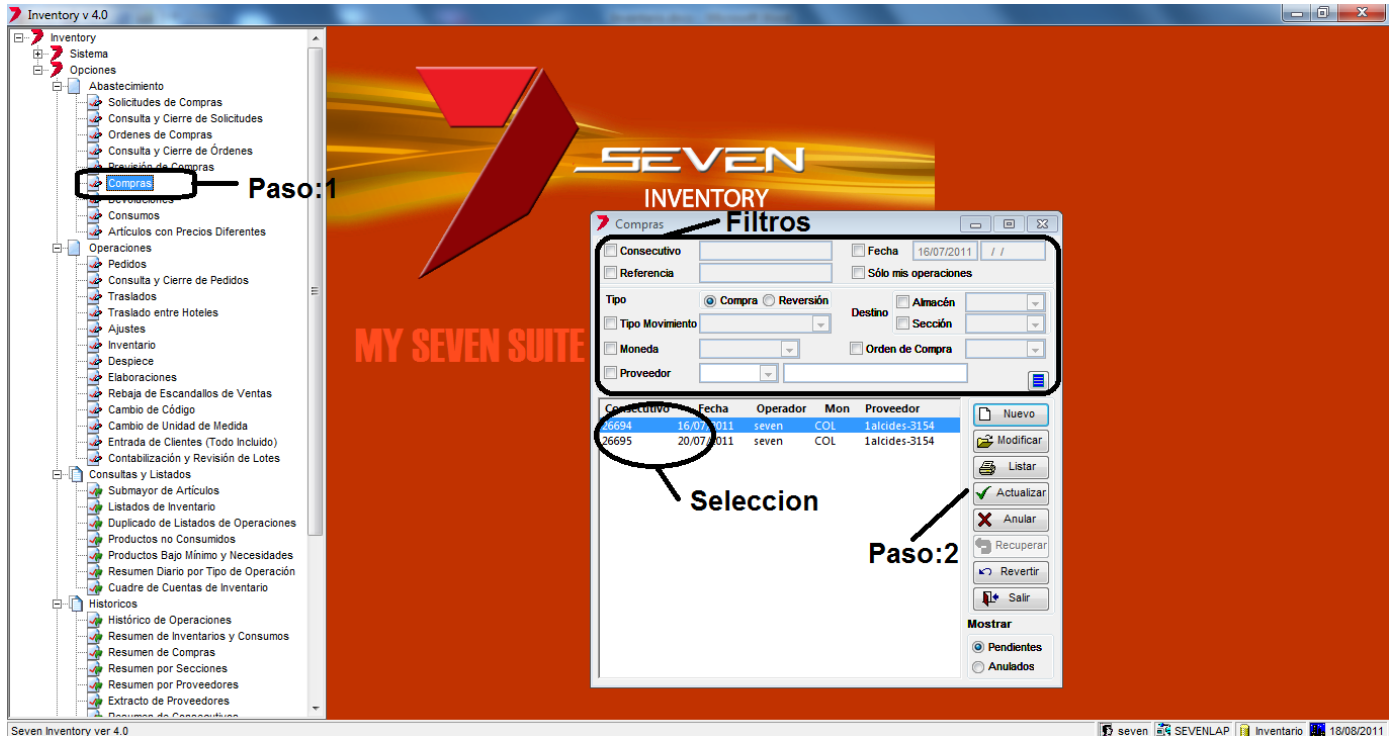 Inventory v 4.0
Inventory
Sistema
Opciones
Abastecimiento
Solicitudes de Compras
Consulta y Cierre de Solicitudes
Ordenes de Compras
Consulta y Cierre de Órdenes
Previsión de Compras
Compras
Paso:1
Devoluciones
Consumos
Artículos con Precios Diferentes
Operaciones
Pedidos
Consulta y Cierre de Pedidos
Traslados
Traslado entre Hoteles
Ajustes
Inventario
Despiece
Elaboraciones
Rebaja de Escandallos de Ventas
Cambio de Código
Cambio de Unidad de Medida
Entrada de Clientes (Todo Incluido)
Contabilización y Revisión de Lotes
Consultas y Listados
Submayor de Artículos
Listados de Inventario
Duplicado de Listados de Operaciones
Productos no Consumidos
Productos Bajo Mínimo y Necesidades
Resumen Diario por Tipo de Operación
Cuadre de Cuentas de Inventario
Historicos
Histórico de Operaciones
Resumen de Inventarios y Consumos
Resumen de Compras
Resumen por Secciones
Resumen por Proveedores
Extracto de Proveedores
Resumen de Consecutivos
SEVEN
INVENTORY
MY SEVEN SUITE
Compras
Filtros
Consecutivo
Fecha 16/07/2011 / /
Referencia
Sólo mis operaciones
Tipo Compra Reversión
Destino Almacén
Tipo Movimiento
Sección
Moneda
Orden de Compra
Proveedor
Consecutivo Fecha Operador Mon Proveedor
26694 16/07/2011 seven COL 1alcides-3154
26695 20/07/2011 seven COL 1alcides-3154
Seleccion
Nuevo
Modificar
Listar
Actualizar
Anular
Paso:2
Recuperar
Revertir
Salir
Mostrar
Pendientes
Anulados
Seven Inventory ver 4.0
seven SEVENLAP Inventario 18/08/2011